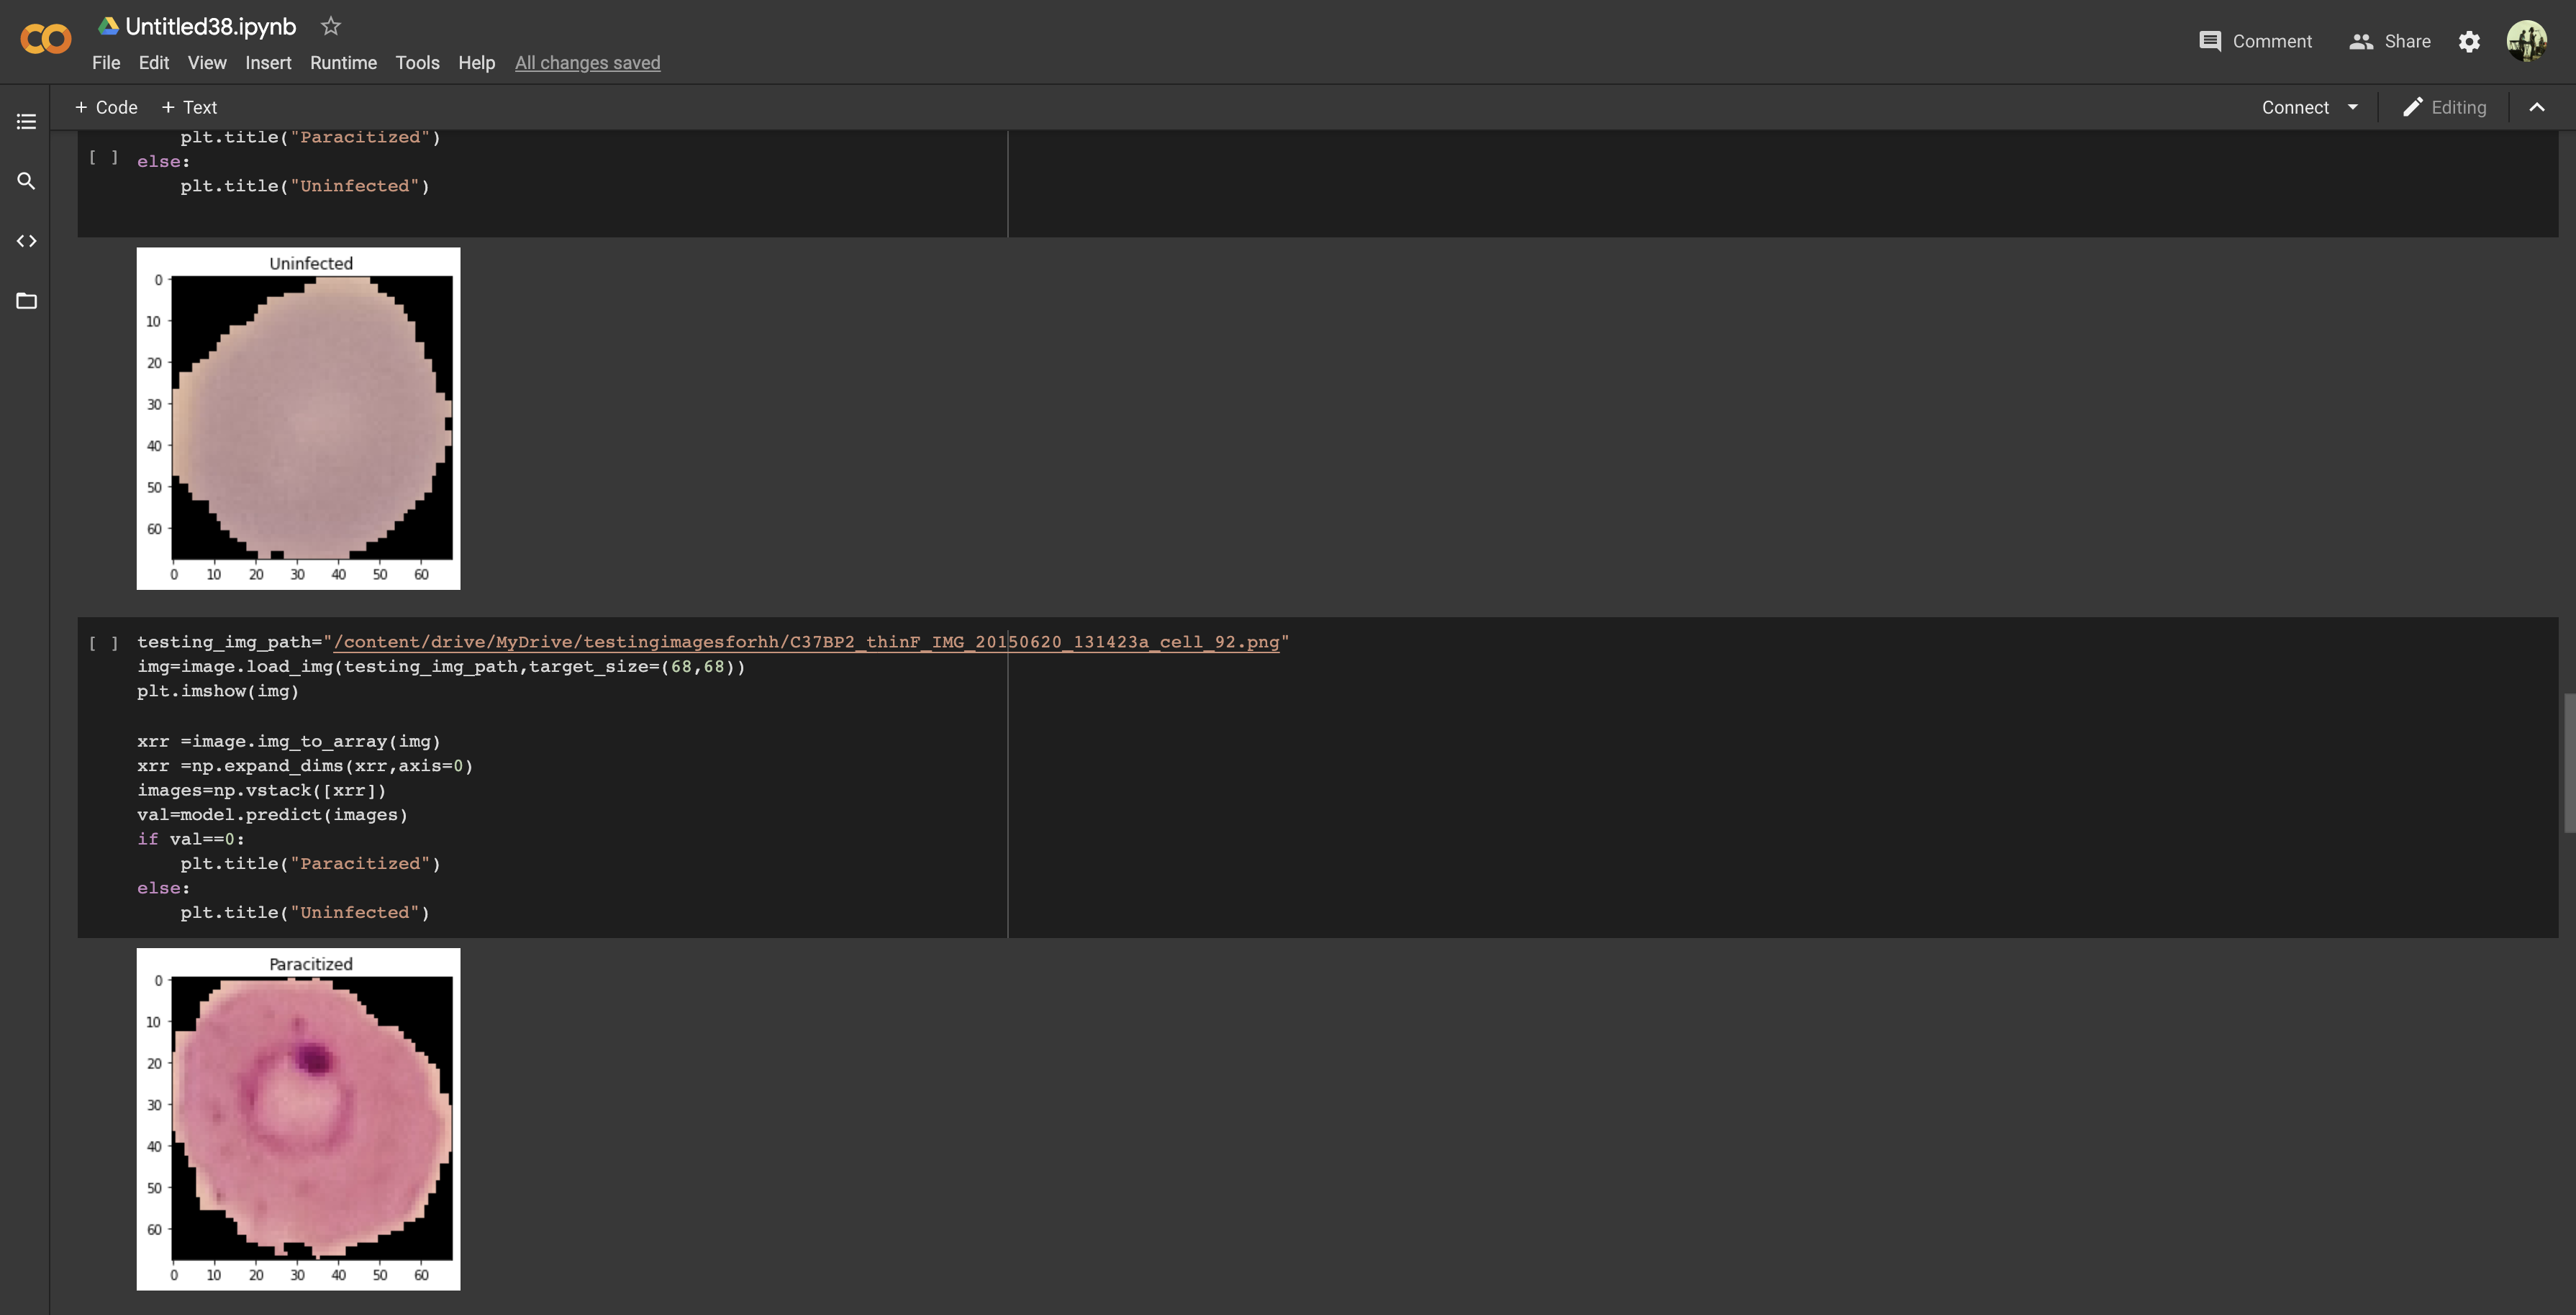 Untitled38.ipynb
File Edit View Insert Runtime Tools Help All changes saved
Comment Share
+ Code + Text
Connect Editing
plt.title("Paracitized")
[ ] else:
plt.title("Uninfected")
Uninfected
0
10
20
30
40
50
60
0 10 20 30 40 50 60
[ ] testing_img_path="/content/drive/MyDrive/testingimagesforhh/C37BP2_thinF_IMG_20150620_131423a_cell_92.png"
img=image.load_img(testing_img_path,target_size=(68,68))
plt.imshow(img)
xrr =image.img_to_array(img)
xrr =np.expand_dims(xrr,axis=0)
images=np.vstack([xrr])
val=model.predict(images)
if val==0:
plt.title("Paracitized")
else:
plt.title("Uninfected")
Paracitized
0
10
20
30
40
50
60
0 10 20 30 40 50 60